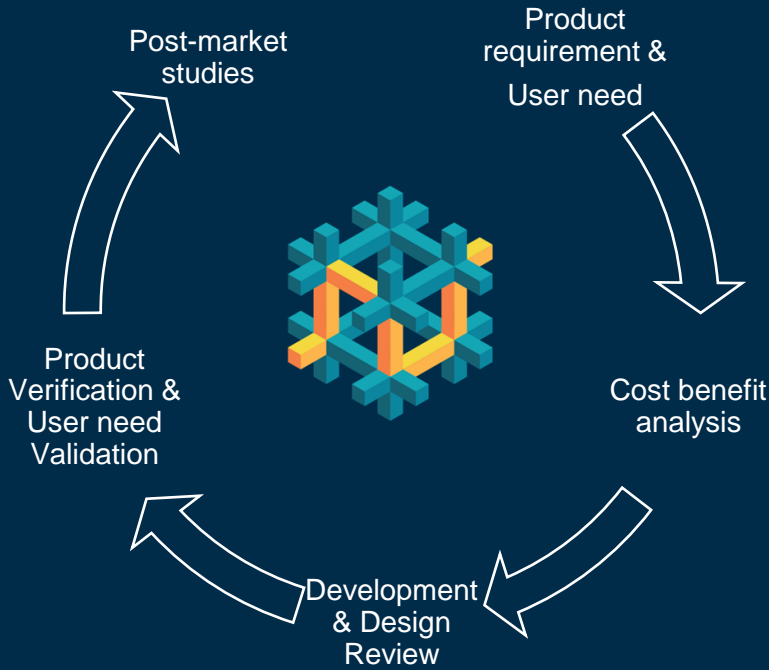 Post-market
studies
Product
requirement &
User need
Cost benefit
analysis
Development
& Design
Review
Product
Verification &
User need
Validation